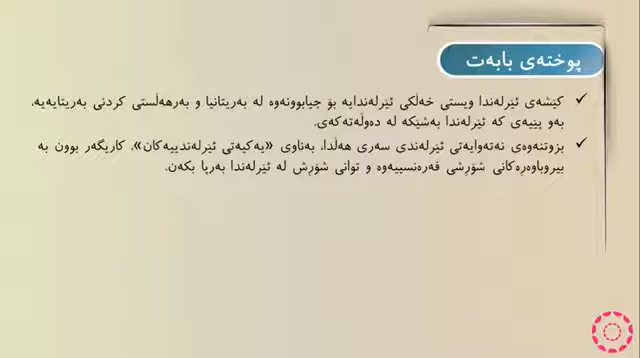 پوختەی بابەت
✓ کێشەی ئێرلەندا ویستی خەڵکی ئێرلەندایە بۆ جیابوونەوە لە بەریتانیا و بەرهەڵستی کردنی بەریتایەیە،
بەو پێیەی کە ئێرلەندا بەشێکە لە دەوڵەتەکەی.
✓ بزوتنەوەی نەتەوایەتی ئێرلەندی سەری هەڵدا، بەناوی «یەکیەتی ئێرلەندییەکان»، کاریگەر بوون بە
بیروباوەڕەکانی شۆڕشی فەرەنسییەوە و توانی شۆڕش لە ئێرلەندا بەرپا بکەن.